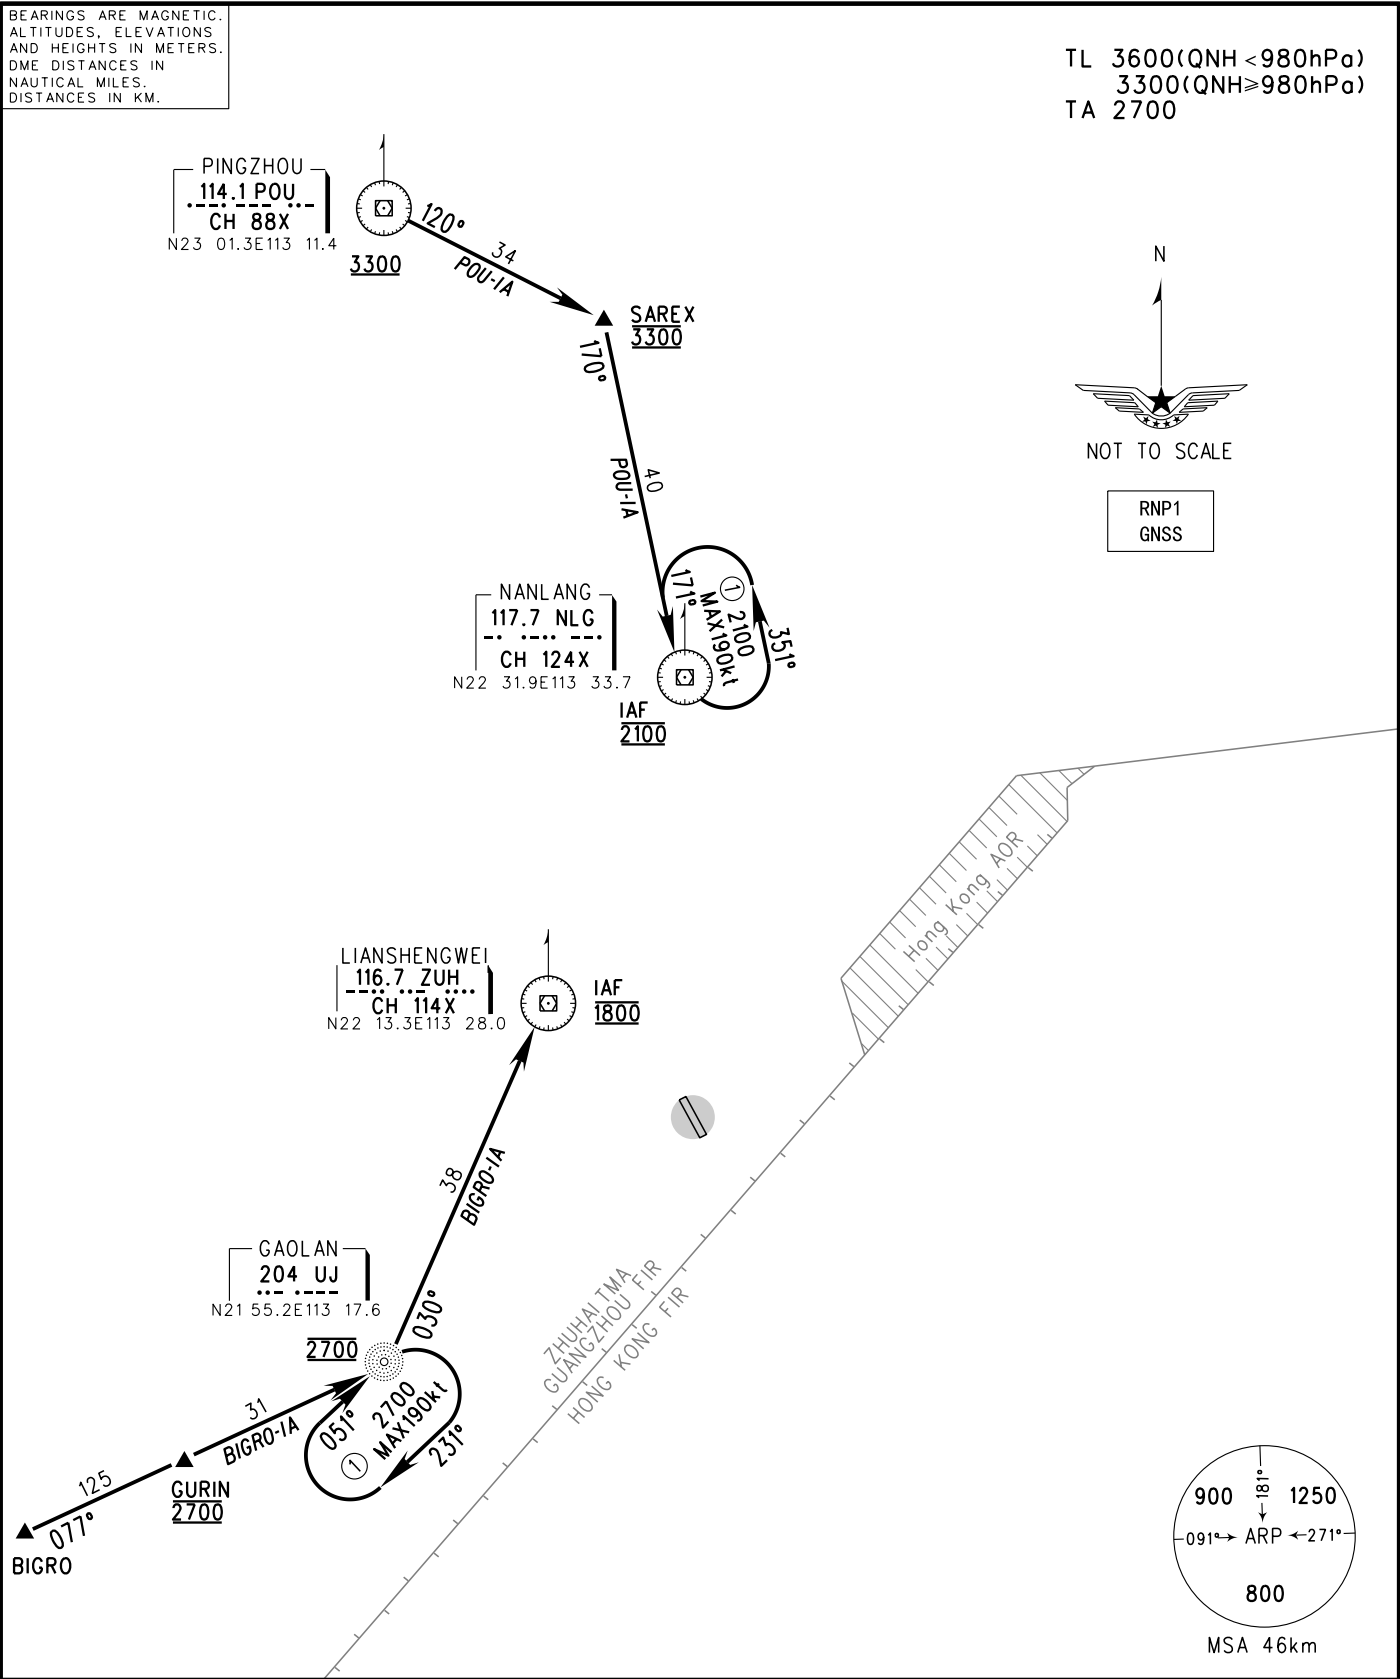 BEARINGS ARE MAGNETIC.
ALTITUDES, ELEVATIONS
AND HEIGHTS IN METERS.
DME DISTANCES IN
NAUTICAL MILES.
DISTANCES IN KM.
TL 3600(QNH<980hPa)
3300(QNH≥980hPa)
TA 2700
PINGZHOU
114.1 POU
CH 88X
N23 01.3E113 11.4
3300
120°
34
POU-1A
SAREX
3300
170°
40
POU-1A
N
NOT TO SCALE
RNP1
GNSS
NANLANG
117.7 NLG
CH 124X
N22 31.9E113 33.7
171°
① 2100
MAX190kt
351°
IAF
2100
Hong Kong AOR
LIANSHENGWEI
116.7 ZUH
CH 114X
N22 13.3E113 28.0
IAF
1800
38
BIGRO-1A
GAOLAN
204 UJ
N21 55.2E113 17.6
2700
030°
ZHUHAI TMA
GUANGZHOU FIR
HONG KONG FIR
31
BIGRO-1A
051°
① 2700
MAX190kt
231°
125
077°
GURIN
2700
BIGRO
900
181°
1250
091°
ARP
271°
800
MSA 46km